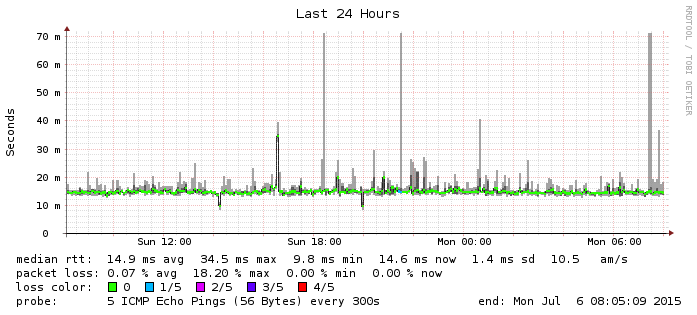 Last 24 Hours
RRDTOOL / TOBI OETIKER
Seconds
70 m
60 m
50 m
40 m
30 m
20 m
10 m
0
Sun 12:00 Sun 18:00 Mon 00:00 Mon 06:00
median rtt: 14.9 ms avg 34.5 ms max 9.8 ms min 14.6 ms now 1.4 ms sd 10.5 am/s
packet loss: 0.07 % avg 18.20 % max 0.00 % min 0.00 % now
loss color: 0 1/5 2/5 3/5 4/5
probe: 5 ICMP Echo Pings (56 Bytes) every 300s end: Mon Jul 6 08:05:09 2015